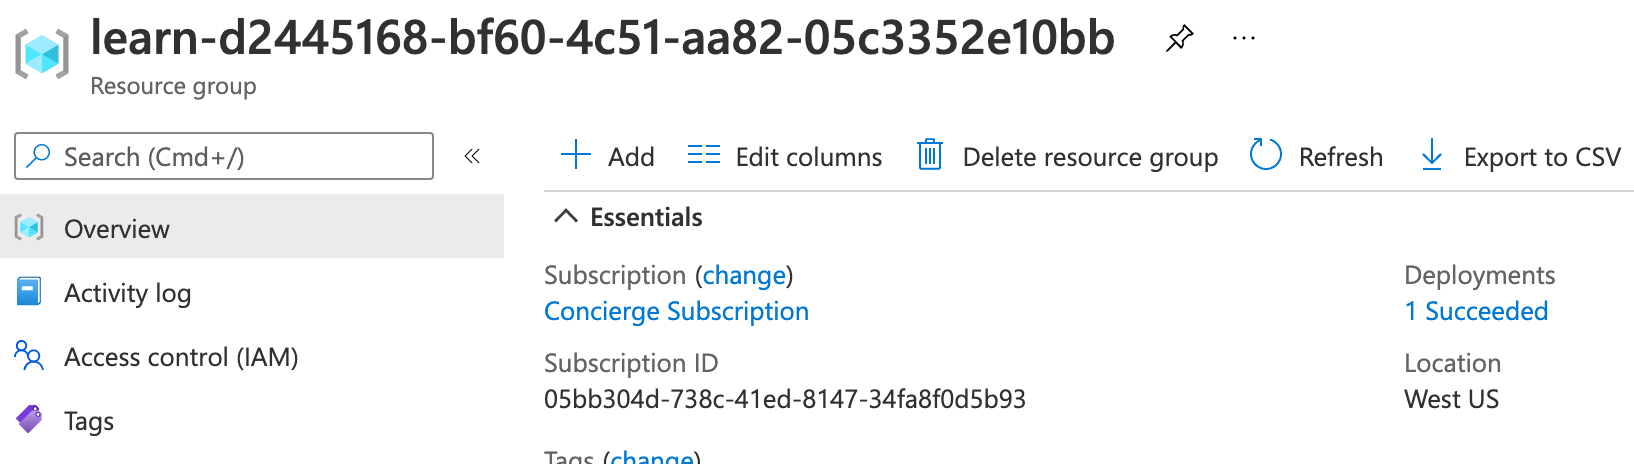 learn-d2445168-bf60-4c51-aa82-05c3352e10bb
Resource group
Search (Cmd+/)
Add
Edit columns
Delete resource group
Refresh
Export to CSV
Overview
Activity log
Access control (IAM)
Tags
Essentials
Subscription (change)
Concierge Subscription
Subscription ID
05bb304d-738c-41ed-8147-34fa8f0d5b93
Tags (change)
Deployments
1 Succeeded
Location
West US